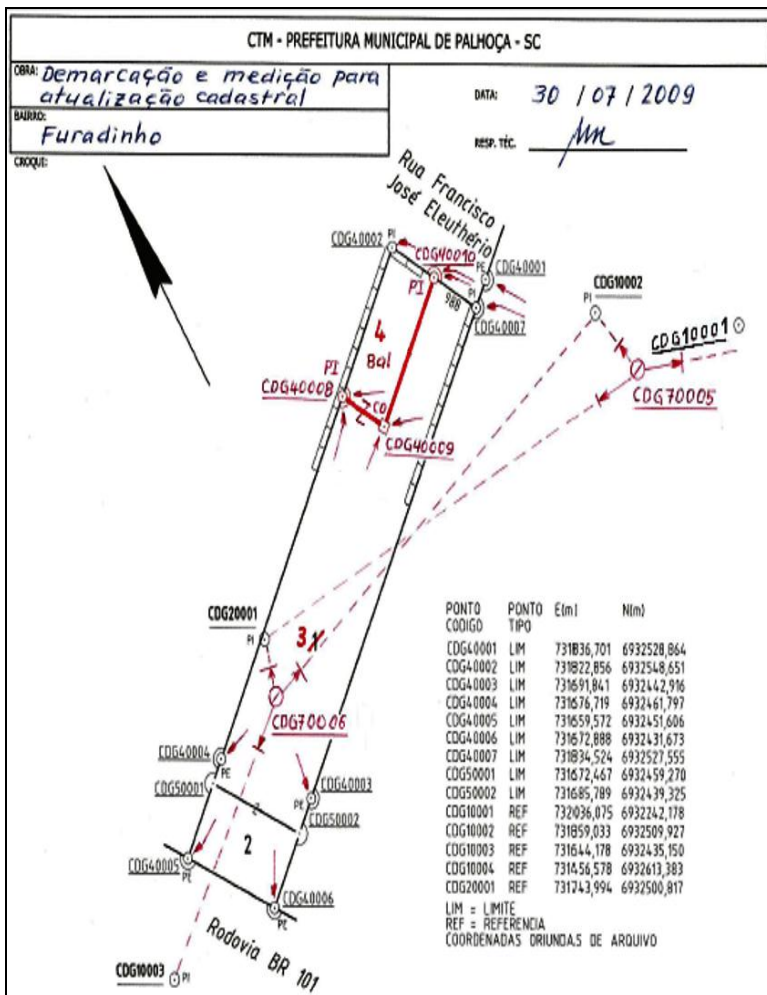 CTM - PREFEITURA MUNICIPAL DE PALHOÇA - SC
OBRA: Demarcação e medição para
atualização cadastral
DATA: 30 / 07 / 2009
BAIRRO:
Furadinho
RESP. TÉC.
CROQUI:
Rua Francisco
José Eleuthério
CDG40002 PI
CDG40010
PI
PE CDG40001
PI
988
CDG40007
CDG10002
PI
CDG10001
CDG70005
4
Bal
PI
CDG40008
CO
2
CDG40009
CDG20001
PI
3 1
CDG70006
CDG40004
PE
CDG50001
CDG40003
PE
2
CDG50002
2
CDG40005
PE
CDG40006
PE
Rodovia BR 101
CDG10003 PI
PONTO PONTO E(m) N(m)
CODIGO TIPO
CDG40001 LIM 731836,701 6932528,864
CDG40002 LIM 731822,856 6932548,651
CDG40003 LIM 731691,841 6932442,916
CDG40004 LIM 731676,719 6932461,797
CDG40005 LIM 731659,572 6932451,606
CDG40006 LIM 731672,888 6932431,673
CDG40007 LIM 731834,524 6932527,555
CDG50001 LIM 731672,467 6932459,270
CDG50002 LIM 731685,789 6932439,325
CDG10001 REF 732036,075 6932242,178
CDG10002 REF 731859,033 6932509,927
CDG10003 REF 731644,178 6932435,150
CDG10004 REF 731456,578 6932613,383
CDG20001 REF 731743,994 6932500,817
LIM = LIMITE
REF = REFERENCIA
COORDENADAS ORIUNDAS DE ARQUIVO